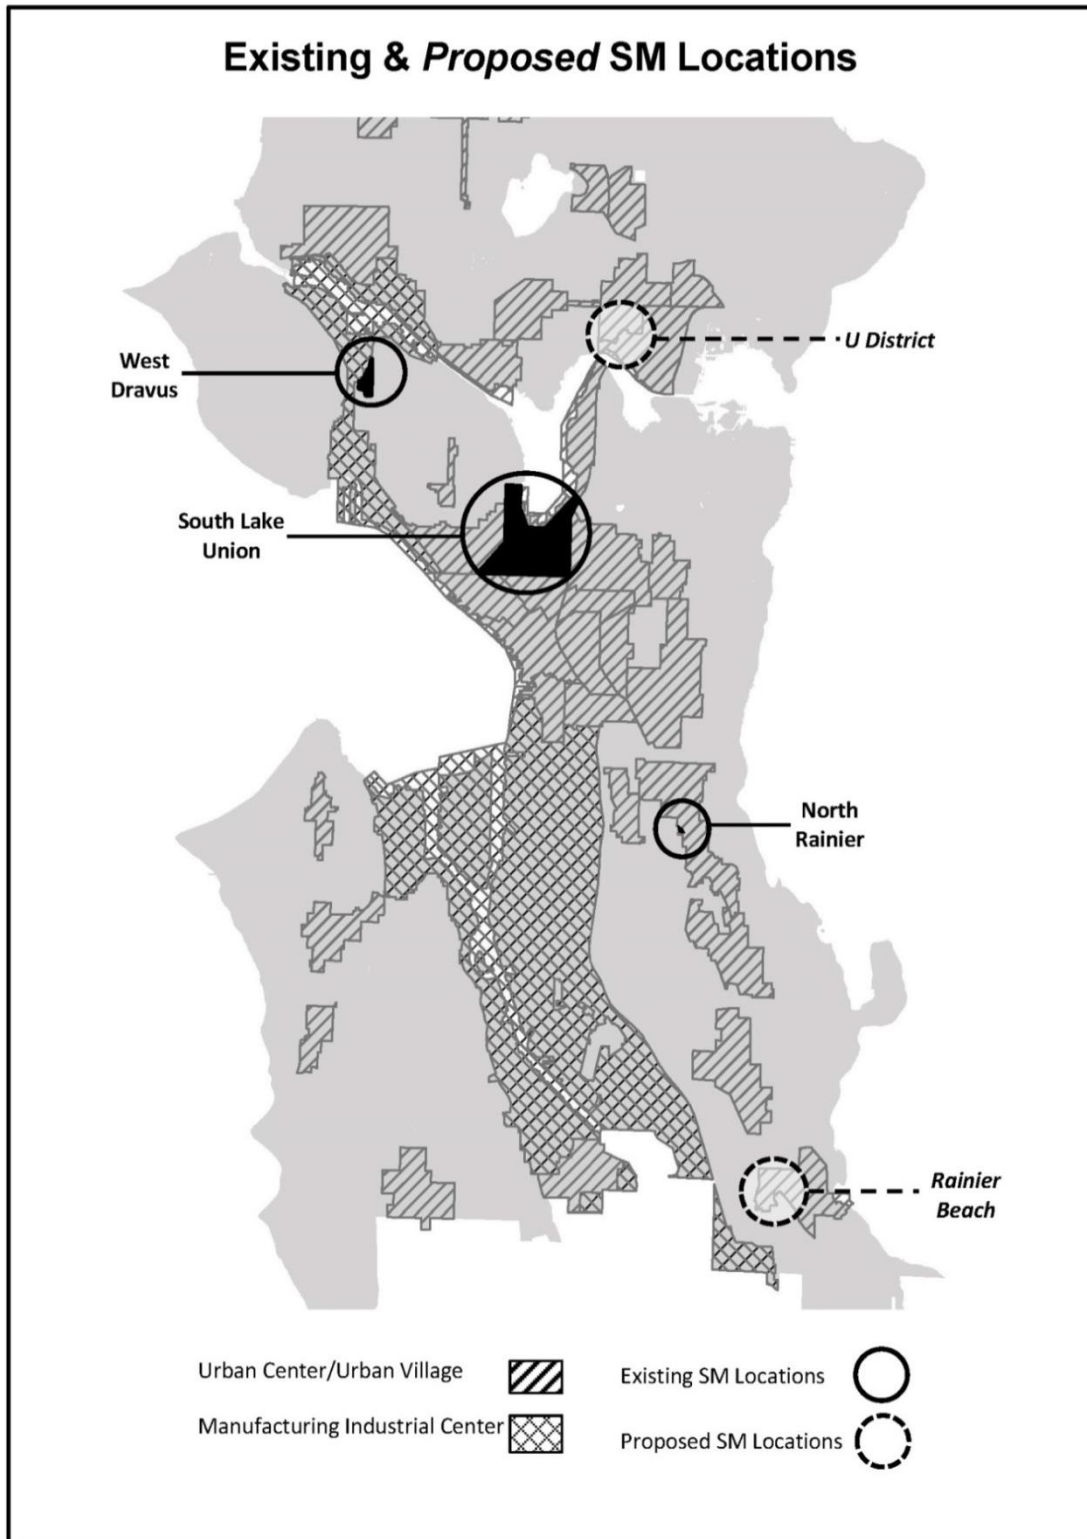 Existing & Proposed SM Locations
U District
West
Dravus
South Lake
Union
North
Rainier
Rainier
Beach
Urban Center/Urban Village
Existing SM Locations
Manufacturing Industrial Center
Proposed SM Locations